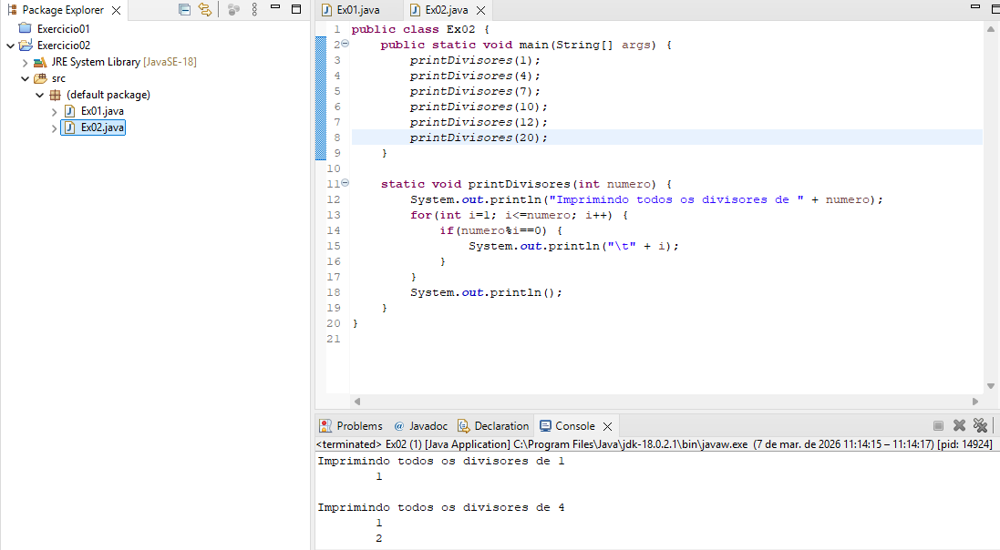 Package Explorer
Exercicio01
Exercicio02
JRE System Library [JavaSE-18]
src
(default package)
Ex01.java
Ex02.java
Ex01.java Ex02.java
1 public class Ex02 {
2 public static void main(String[] args) {
3 printDivisores(1);
4 printDivisores(4);
5 printDivisores(7);
6 printDivisores(10);
7 printDivisores(12);
8 printDivisores(20);
9 }
10
11 static void printDivisores(int numero) {
12 System.out.println("Imprimindo todos os divisores de " + numero);
13 for(int i=1; i<=numero; i++) {
14 if(numero%i==0) {
15 System.out.println("\t" + i);
16 }
17 }
18 System.out.println();
19 }
20 }
21
Problems @ Javadoc Declaration Console
<terminated> Ex02 (1) [Java Application] C:\Program Files\Java\jdk-18.0.2.1\bin\javaw.exe (7 de mar. de 2026 11:14:15 – 11:14:17) [pid: 14924]
Imprimindo todos os divisores de 1
1
Imprimindo todos os divisores de 4
1
2